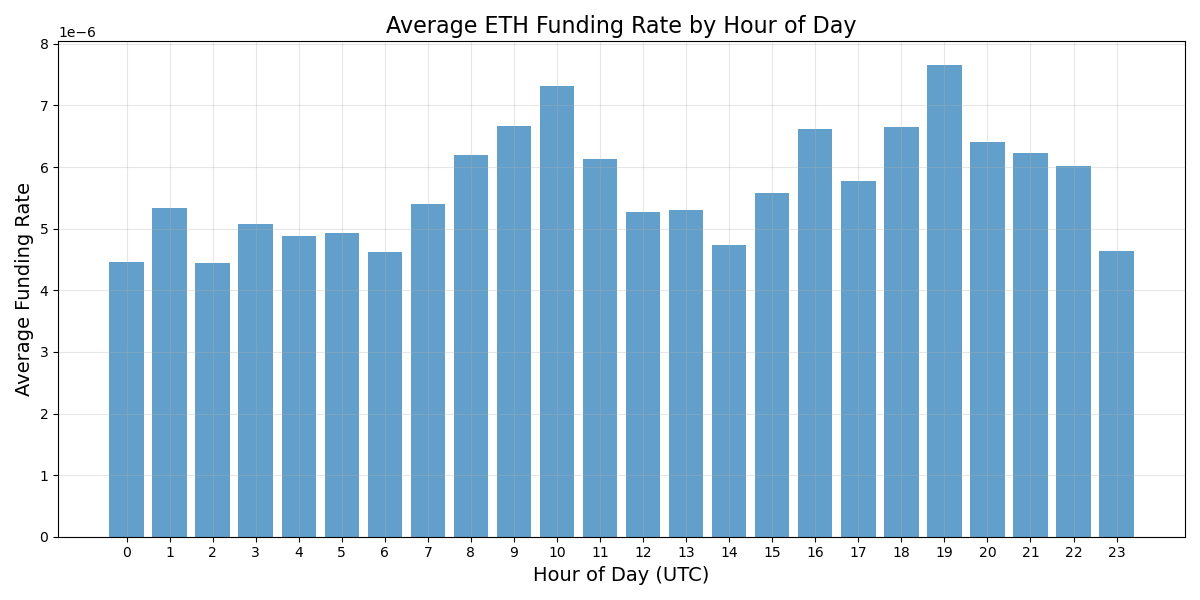 Average ETH Funding Rate by Hour of Day
1e−6
8
7
6
5
4
3
2
1
0
Average Funding Rate
0 1 2 3 4 5 6 7 8 9 10 11 12 13 14 15 16 17 18 19 20 21 22 23
Hour of Day (UTC)